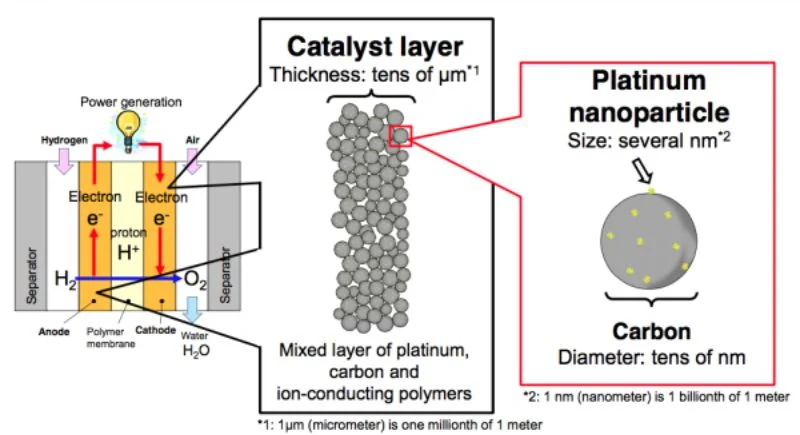 Power generation
Hydrogen
Air
Electron
Electron
e-
e-
proton
H+
H2
O2
Separator
Separator
Anode
Polymer
membrane
Cathode
Water
H2O
Catalyst layer
Thickness: tens of μm*1
Mixed layer of platinum,
carbon and
ion-conducting polymers
*1: 1μm (micrometer) is one millionth of 1 meter
Platinum
nanoparticle
Size: several nm*2
Carbon
Diameter: tens of nm
*2: 1 nm (nanometer) is 1 billionth of 1 meter